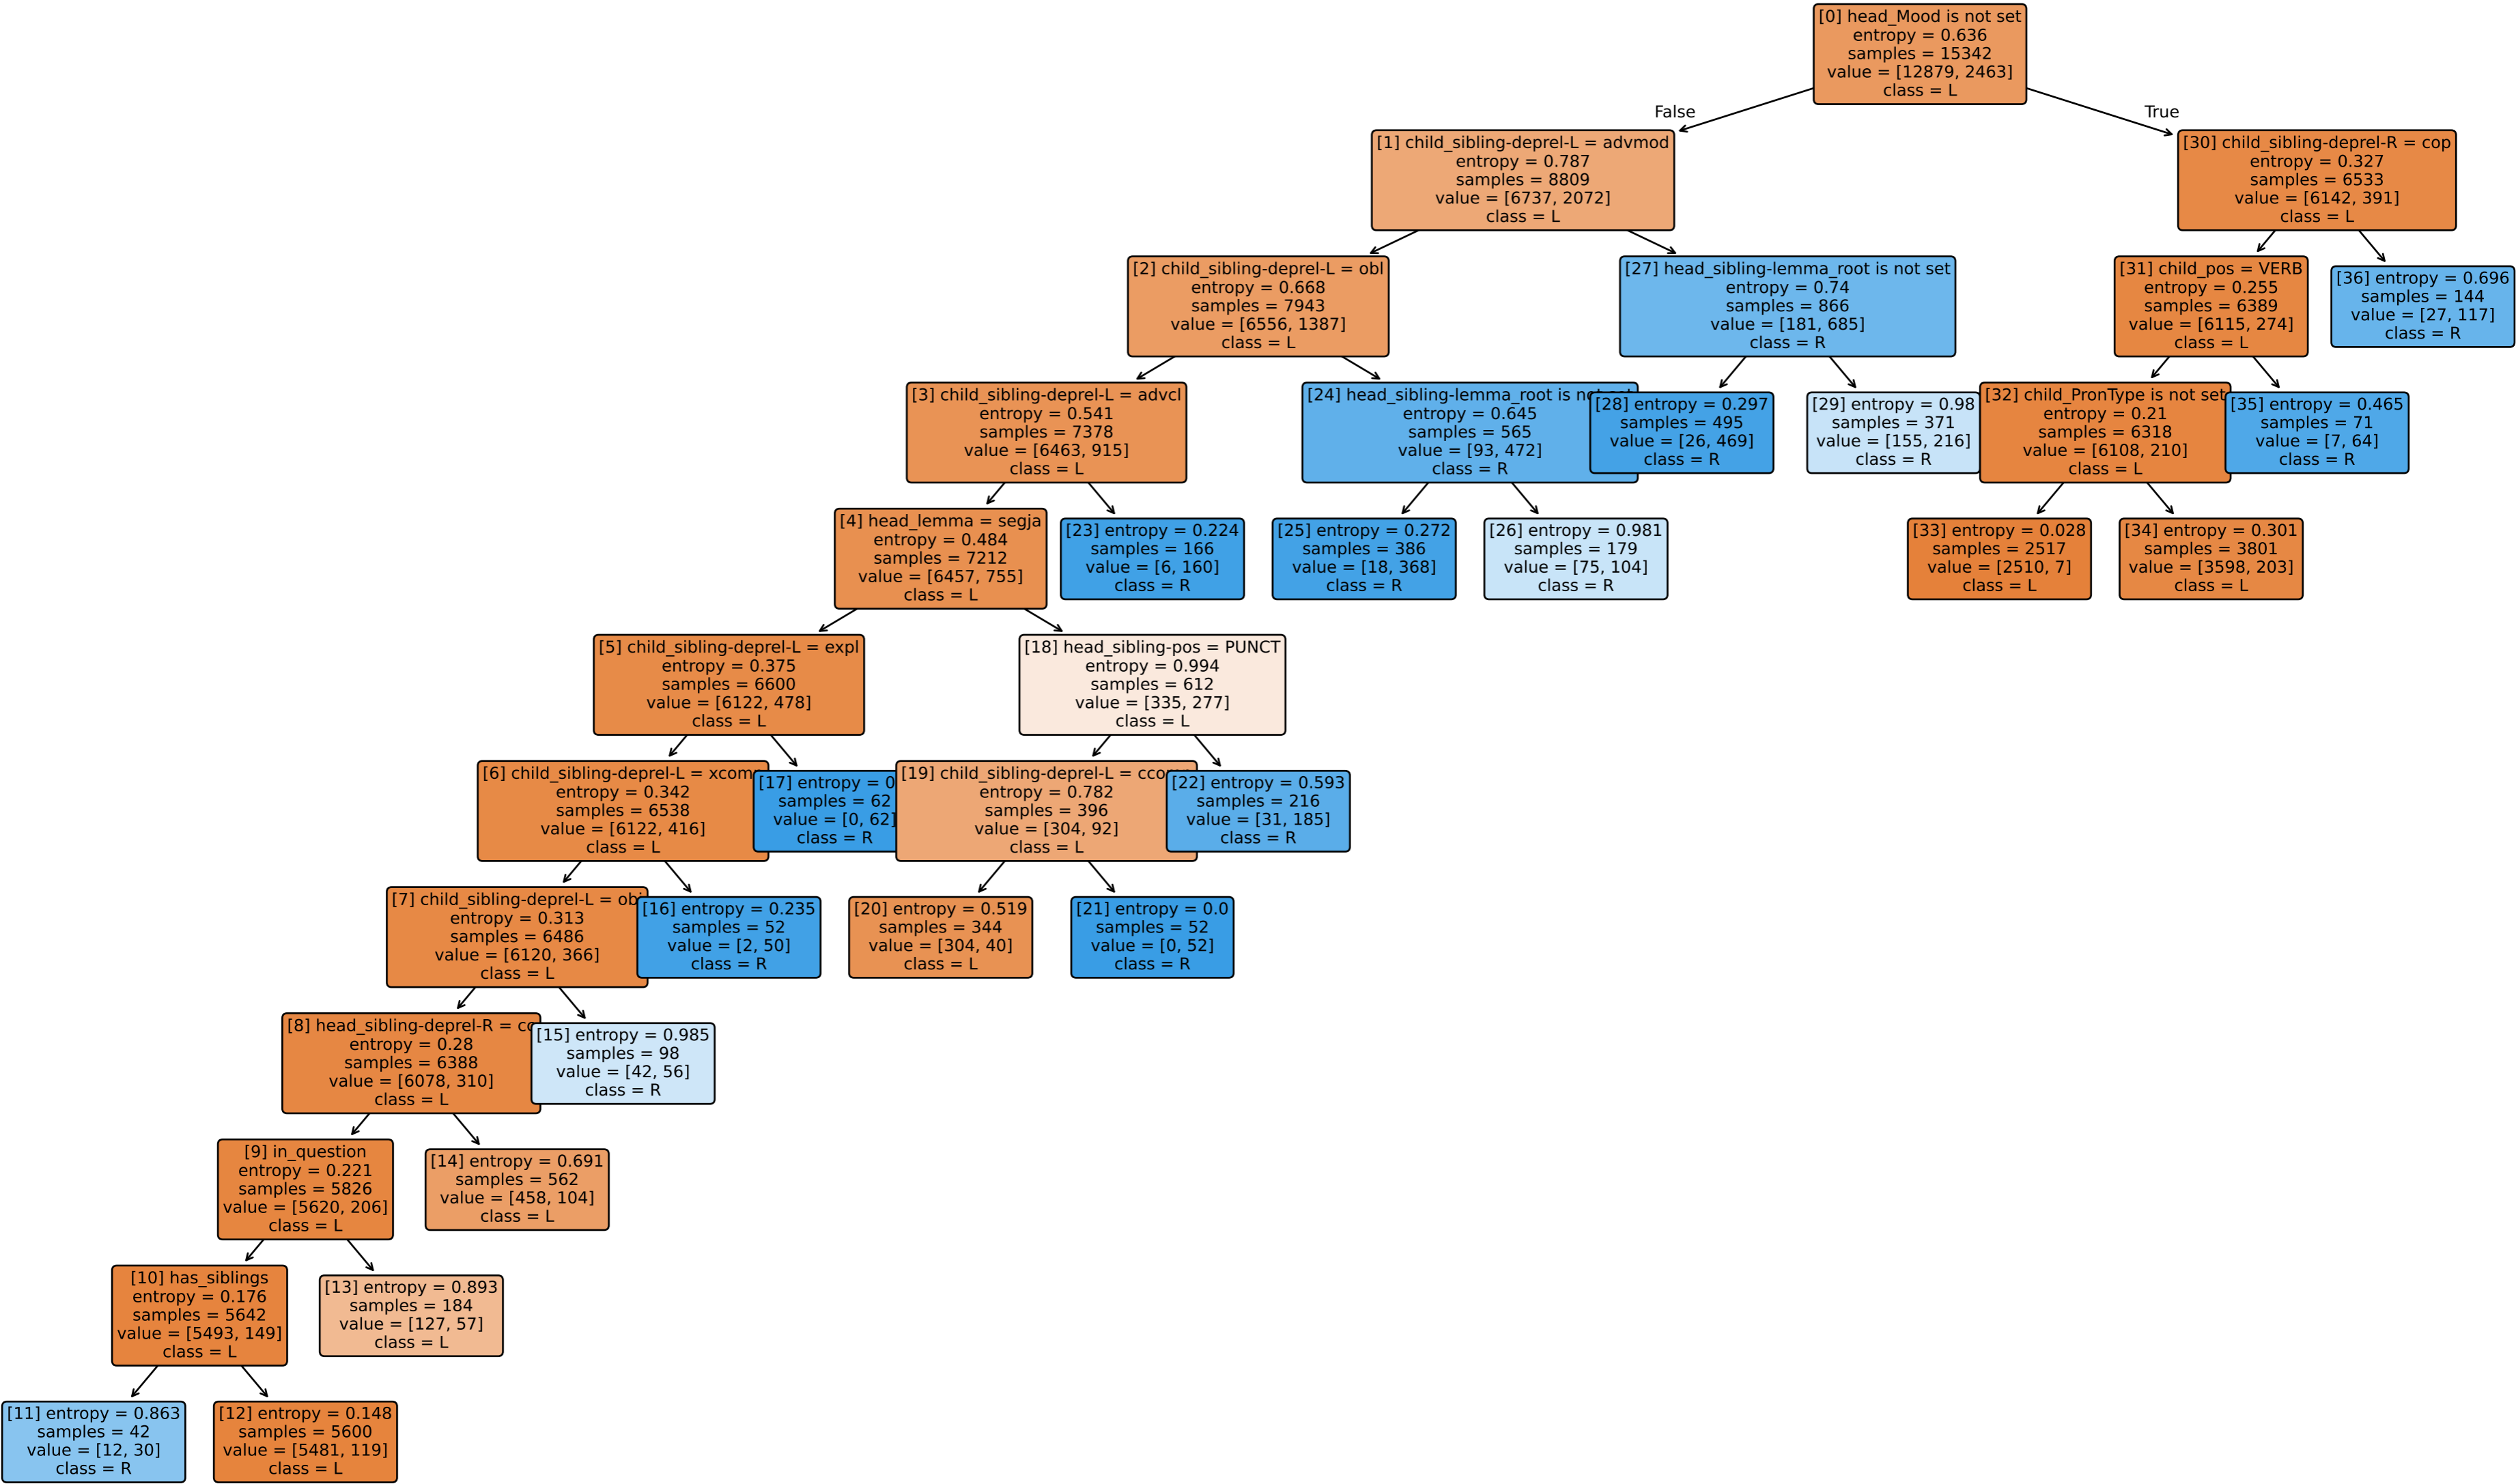 [0] head_Mood is not set
entropy = 0.636
samples = 15342
value = [12879, 2463]
class = L
False
True
[1] child_sibling-deprel-L = advmod
entropy = 0.787
samples = 8809
value = [6737, 2072]
class = L
[30] child_sibling-deprel-R = cop
entropy = 0.327
samples = 6533
value = [6142, 391]
class = L
[2] child_sibling-deprel-L = obl
entropy = 0.668
samples = 7943
value = [6556, 1387]
class = L
[27] head_sibling-lemma_root is not set
entropy = 0.74
samples = 866
value = [181, 685]
class = R
[31] child_pos = VERB
entropy = 0.255
samples = 6389
value = [6115, 274]
class = L
[36] entropy = 0.696
samples = 144
value = [27, 117]
class = R
[3] child_sibling-deprel-L = advcl
entropy = 0.541
samples = 7378
value = [6463, 915]
class = L
[24] head_sibling-lemma_root is
entropy = 0.645
samples = 565
value = [93, 472]
class = R
[28] entropy = 0.297
samples = 495
value = [26, 469]
class = R
[29] entropy = 0.98
samples = 371
value = [155, 216]
class = R
[32] child_PronType is not set
entropy = 0.21
samples = 6318
value = [6108, 210]
class = L
[35] entropy = 0.465
samples = 71
value = [7, 64]
class = R
[4] head_lemma = segja
entropy = 0.484
samples = 7212
value = [6457, 755]
class = L
[23] entropy = 0.224
samples = 166
value = [6, 160]
class = R
[25] entropy = 0.272
samples = 386
value = [18, 368]
class = R
[26] entropy = 0.981
samples = 179
value = [75, 104]
class = R
[33] entropy = 0.028
samples = 2517
value = [2510, 7]
class = L
[34] entropy = 0.301
samples = 3801
value = [3598, 203]
class = L
[5] child_sibling-deprel-L = expl
entropy = 0.375
samples = 6600
value = [6122, 478]
class = L
[18] head_sibling-pos = PUNCT
entropy = 0.994
samples = 612
value = [335, 277]
class = L
[6] child_sibling-deprel-L =
entropy = 0.342
samples = 6538
value = [6122, 416]
class = L
[17] entropy =
samples = 62
value = [0, 62]
class = R
[19] child_sibling-deprel-L =
entropy = 0.782
samples = 396
value = [304, 92]
class = L
[22] entropy = 0.593
samples = 216
value = [31, 185]
class = R
[7] child_sibling-deprel-L =
entropy = 0.313
samples = 6486
value = [6120, 366]
class = L
[16] entropy = 0.235
samples = 52
value = [2, 50]
class = R
[20] entropy = 0.519
samples = 344
value = [304, 40]
class = L
[21] entropy = 0.0
samples = 52
value = [0, 52]
class = R
[8] head_sibling-deprel-R =
entropy = 0.28
samples = 6388
value = [6078, 310]
class = L
[15] entropy = 0.985
samples = 98
value = [42, 56]
class = R
[9] in_question
entropy = 0.221
samples = 5826
value = [5620, 206]
class = L
[14] entropy = 0.691
samples = 562
value = [458, 104]
class = L
[10] has_siblings
entropy = 0.176
samples = 5642
value = [5493, 149]
class = L
[13] entropy = 0.893
samples = 184
value = [127, 57]
class = L
[11] entropy = 0.863
samples = 42
value = [12, 30]
class = R
[12] entropy = 0.148
samples = 5600
value = [5481, 119]
class = L